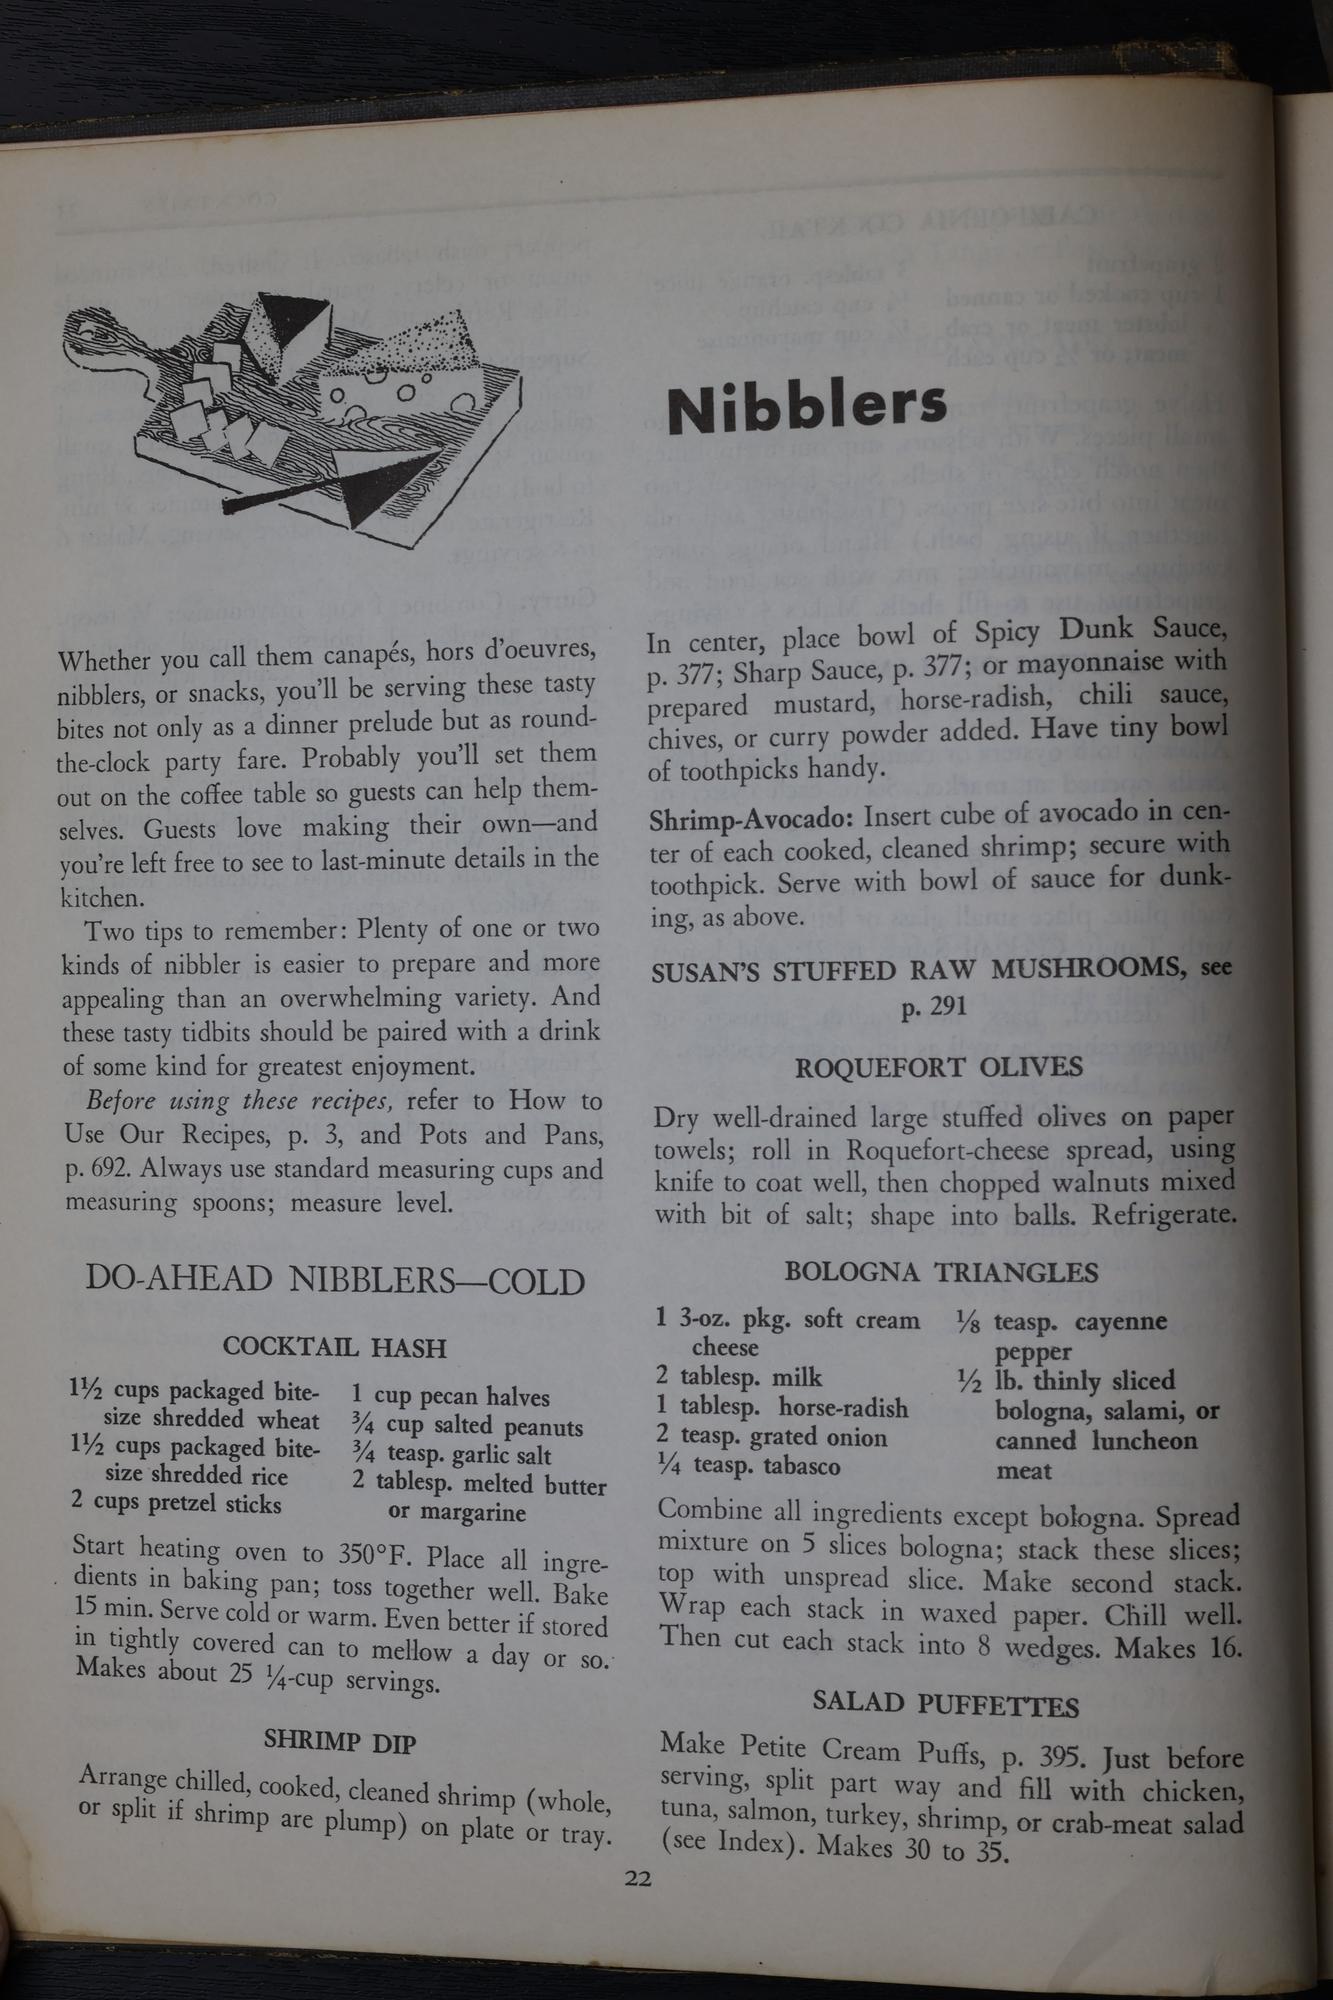 Nibblers
Whether you call them canapés, hors d'oeuvres,
nibblers, or snacks, you'll be serving these tasty
bites not only as a dinner prelude but as round-
the-clock party fare. Probably you'll set them
out on the coffee table so guests can help them-
selves. Guests love making their own—and
you're left free to see to last-minute details in the
kitchen.
Two tips to remember: Plenty of one or two
kinds of nibbler is easier to prepare and more
appealing than an overwhelming variety. And
these tasty tidbits should be paired with a drink
of some kind for greatest enjoyment.
Before using these recipes, refer to How to
Use Our Recipes, p. 3, and Pots and Pans,
p. 692. Always use standard measuring cups and
measuring spoons; measure level.
DO-AHEAD NIBBLERS—COLD
COCKTAIL HASH
1½ cups packaged bite-
size shredded wheat
1½ cups packaged bite-
size shredded rice
2 cups pretzel sticks
1 cup pecan halves
¾ cup salted peanuts
¾ teasp. garlic salt
2 tablesp. melted butter
or margarine
Start heating oven to 350°F. Place all ingre-
dients in baking pan; toss together well. Bake
15 min. Serve cold or warm. Even better if stored
in tightly covered can to mellow a day or so.
Makes about 25 ¼-cup servings.
SHRIMP DIP
Arrange chilled, cooked, cleaned shrimp (whole,
or split if shrimp are plump) on plate or tray.
In center, place bowl of Spicy Dunk Sauce,
p. 377; Sharp Sauce, p. 377; or mayonnaise with
prepared mustard, horse-radish, chili sauce,
chives, or curry powder added. Have tiny bowl
of toothpicks handy.
Shrimp-Avocado: Insert cube of avocado in cen-
ter of each cooked, cleaned shrimp; secure with
toothpick. Serve with bowl of sauce for dunk-
ing, as above.
SUSAN'S STUFFED RAW MUSHROOMS, see
p. 291
ROQUEFORT OLIVES
Dry well-drained large stuffed olives on paper
towels; roll in Roquefort-cheese spread, using
knife to coat well, then chopped walnuts mixed
with bit of salt; shape into balls. Refrigerate.
BOLOGNA TRIANGLES
1 3-oz. pkg. soft cream
cheese
2 tablesp. milk
1 tablesp. horse-radish
2 teasp. grated onion
¼ teasp. tabasco
⅛ teasp. cayenne
pepper
½ lb. thinly sliced
bologna, salami, or
canned luncheon
meat
Combine all ingredients except bologna. Spread
mixture on 5 slices bologna; stack these slices;
top with unspread slice. Make second stack.
Wrap each stack in waxed paper. Chill well.
Then cut each stack into 8 wedges. Makes 16.
SALAD PUFFETTES
Make Petite Cream Puffs, p. 395. Just before
serving, split part way and fill with chicken,
tuna, salmon, turkey, shrimp, or crab-meat salad
(see Index). Makes 30 to 35.
22